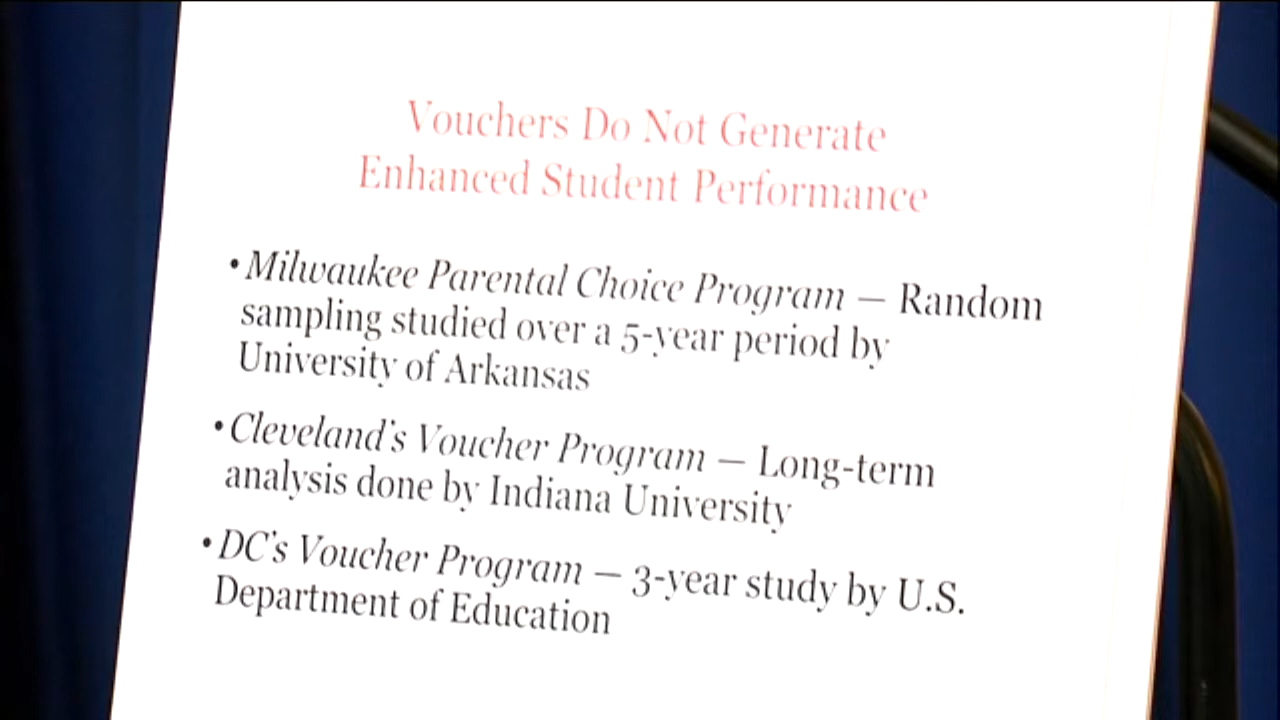 Vouchers Do Not Generate
Enhanced Student Performance
• Milwaukee Parental Choice Program — Random
sampling studied over a 5-year period by
University of Arkansas
• Cleveland's Voucher Program — Long-term
analysis done by Indiana University
• DC's Voucher Program — 3-year study by U.S.
Department of Education